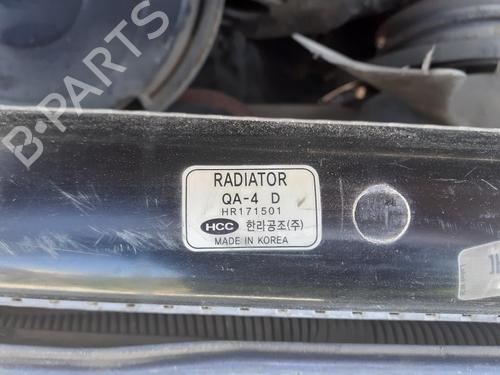 B-PARTS
RADIATOR
QA-4 D
HR171501
HCC 한라공조(주)
MADE IN KOREA